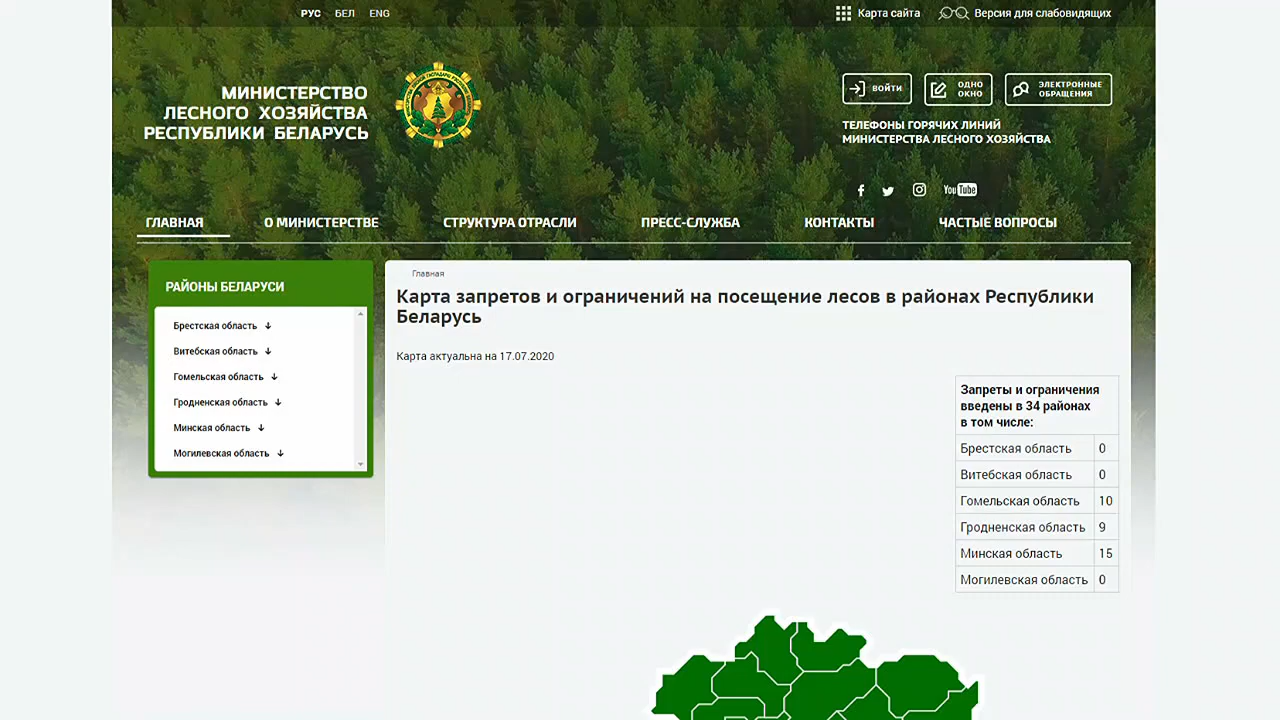 РУС БЕЛ ENG
Карта сайта
Версия для слабовидящих
МИНИСТЕРСТВО
ЛЕСНОГО ХОЗЯЙСТВА
РЕСПУБЛИКИ БЕЛАРУСЬ
ВОЙТИ
ОДНО
ОКНО
ЭЛЕКТРОННЫЕ
ОБРАЩЕНИЯ
ТЕЛЕФОНЫ ГОРЯЧИХ ЛИНИЙ
МИНИСТЕРСТВА ЛЕСНОГО ХОЗЯЙСТВА
You Tube
ГЛАВНАЯ О МИНИСТЕРСТВЕ СТРУКТУРА ОТРАСЛИ ПРЕСС-СЛУЖБА КОНТАКТЫ ЧАСТЫЕ ВОПРОСЫ
РАЙОНЫ БЕЛАРУСИ
Брестская область
Витебская область
Гомельская область
Гродненская область
Минская область
Могилевская область
Главная
Карта запретов и ограничений на посещение лесов в районах Республики
Беларусь
Карта актуальна на 17.07.2020
Запреты и ограничения
введены в 34 районах
в том числе:
Брестская область 0
Витебская область 0
Гомельская область 10
Гродненская область 9
Минская область 15
Могилевская область 0